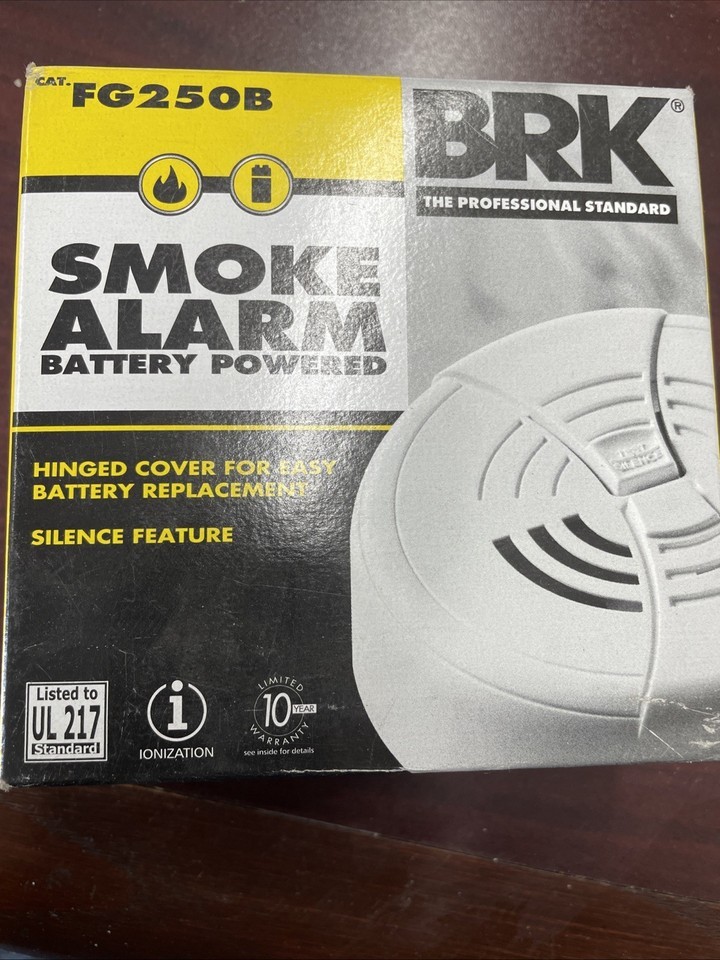 CAT. FG250B
BRK®
THE PROFESSIONAL STANDARD
SMOKE
ALARM
BATTERY POWERED
HINGED COVER FOR EASY
BATTERY REPLACEMENT
SILENCE FEATURE
SILENCE
Listed to
UL 217
Standard
i
IONIZATION
LIMITED
10 YEAR
WARRANTY
see inside for details